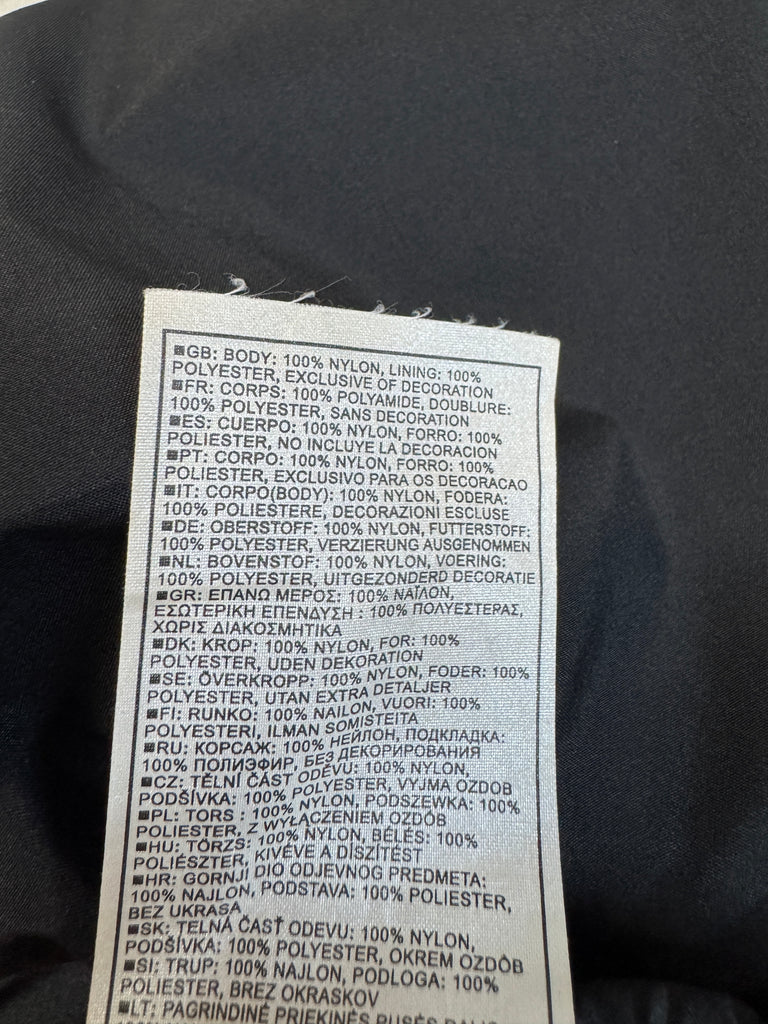 ■GB: BODY: 100% NYLON, LINING: 100%
POLYESTER, EXCLUSIVE OF DECORATION
■FR: CORPS: 100% POLYAMIDE, DOUBLURE:
100% POLYESTER, SANS DECORATION
■ES: CUERPO: 100% NYLON, FORRO: 100%
POLIESTER, NO INCLUYE LA DECORACION
■PT: CORPO: 100% NYLON, FORRO: 100%
POLIESTER, EXCLUSIVO PARA OS DECORACAO
■IT: CORPO(BODY): 100% NYLON, FODERA:
100% POLIESTERE, DECORAZIONI ESCLUSE
■DE: OBERSTOFF: 100% NYLON, FUTTERSTOFF:
100% POLYESTER, VERZIERUNG AUSGENOMMEN
■NL: BOVENSTOF: 100% NYLON, VOERING:
100% POLYESTER, UITGEZONDERD DECORATIE
■GR: ΕΠΑΝΩ ΜΕΡΟΣ: 100% ΝΑΪΛΟΝ,
ΕΣΩΤΕΡΙΚΗ ΕΠΕΝΔΥΣΗ : 100% ΠΟΛΥΕΣΤΕΡΑΣ,
ΧΩΡΙΣ ΔΙΑΚΟΣΜΗΤΙΚΑ
■DK: KROP: 100% NYLON, FOR: 100%
POLYESTER, UDEN DEKORATION
■SE: ÖVERKROPP: 100% NYLON, FODER: 100%
POLYESTER, UTAN EXTRA DETALJER
■FI: RUNKO: 100% NAILON, VUORI: 100%
POLYESTERI, ILMAN SOMISTEITA
■RU: КОРСАЖ: 100% НЕЙЛОН, ПОДКЛАДКА:
100% ПОЛИЭФИР, БЕЗ ДЕКОРИРОВАНИЯ
■CZ: TĚLNÍ ČÁST ODĚVU: 100% NYLON,
PODŠÍVKA: 100% POLYESTER, VYJMA OZDOB
■PL: TORS : 100% NYLON, PODSZEWKA: 100%
POLIESTER, Z WYŁĄCZENIEM OZDÓB
■HU: TÖRZS: 100% NYLON, BÉLÉS: 100%
POLIÉSZTER, KIVÉVE A DÍSZÍTÉST
■HR: GORNJI DIO ODJEVNOG PREDMETA:
100% NAJLON, PODSTAVA: 100% POLIESTER,
BEZ UKRASA
■SK: TELNÁ ČASŤ ODEVU: 100% NYLON,
PODŠÍVKA: 100% POLYESTER, OKREM OZDÔB
■SI: TRUP: 100% NAJLON, PODLOGA: 100%
POLIESTER, BREZ OKRASKOV
■LT: PAGRINDINĖ PRIEKINĖS PUSĖS DALIS: